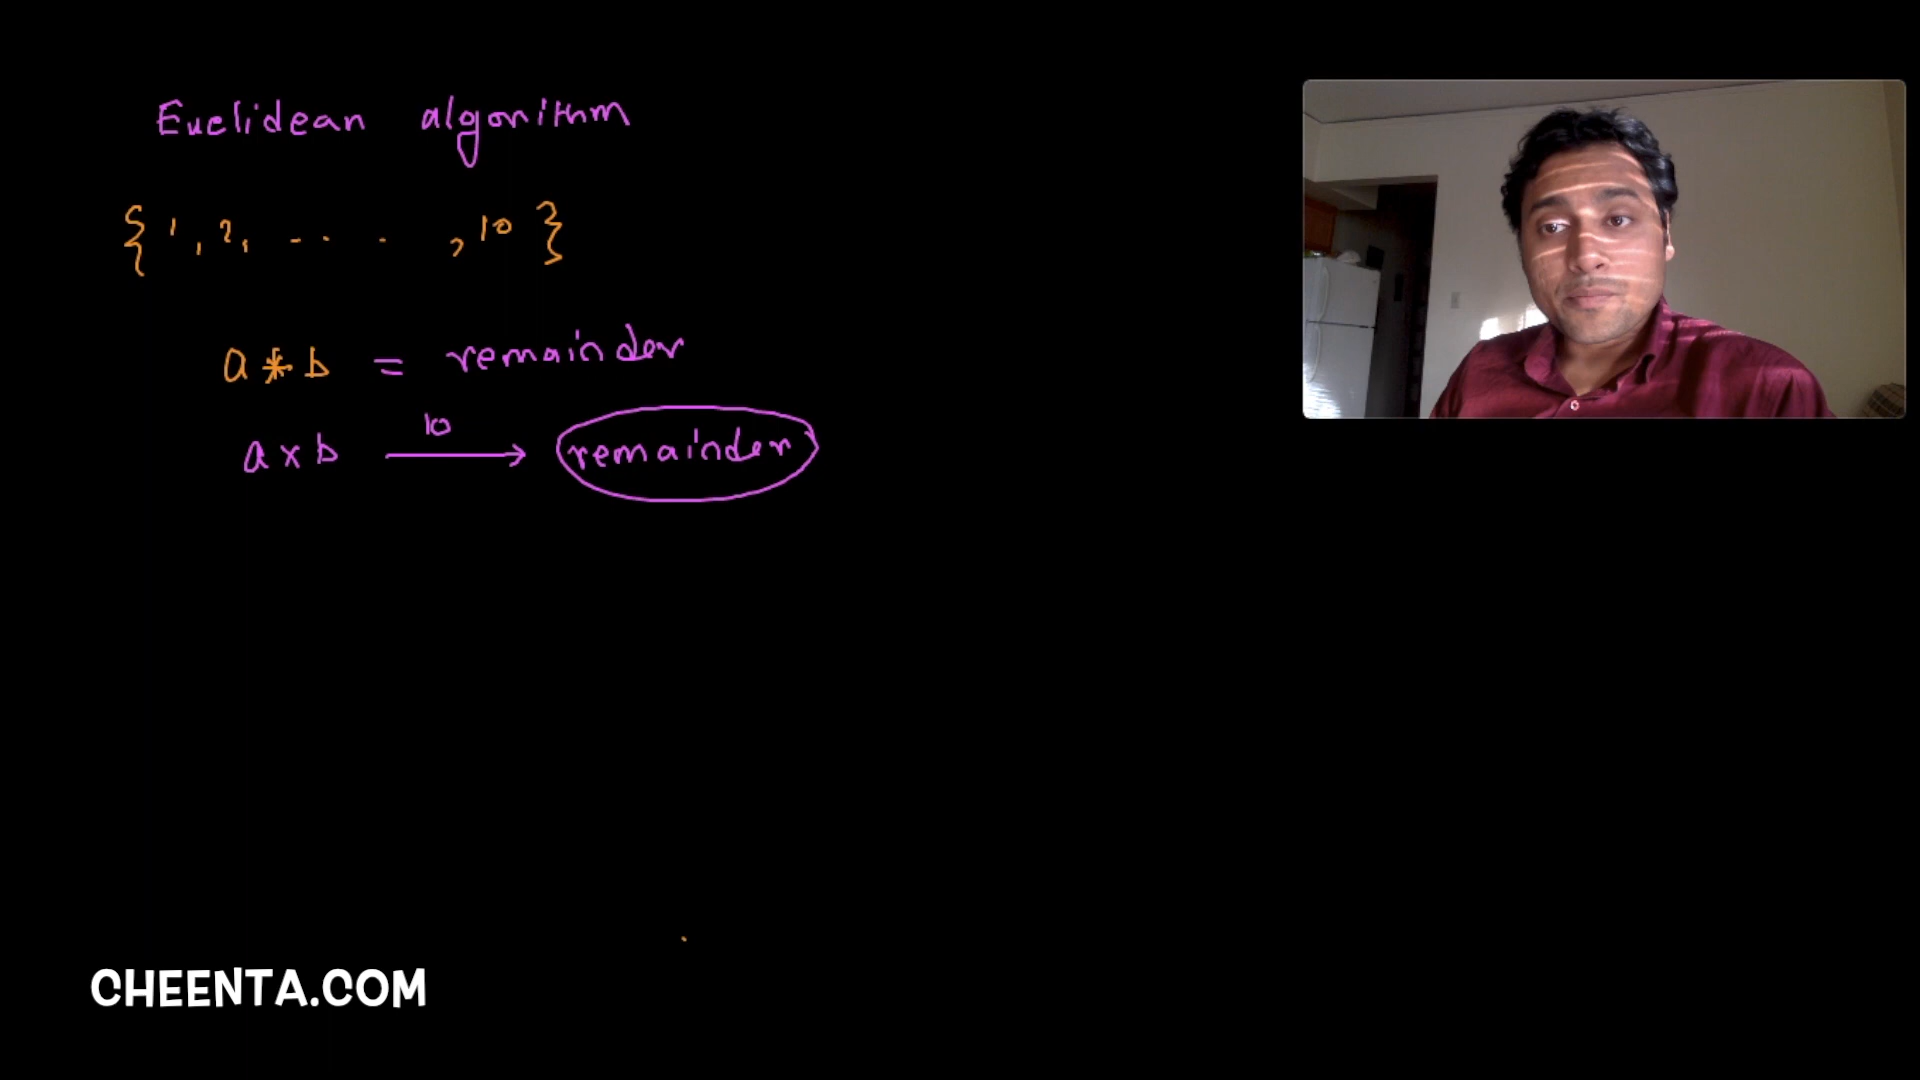 Euclidean algorithm
{1, 2, -- . . , 10}
a * b = remainder
a x b 10 → remainder
CHEENTA.COM